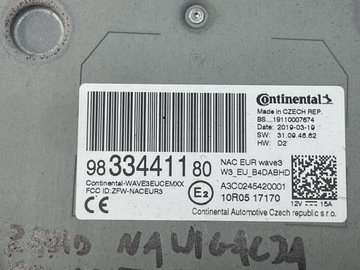 Continental
Made in CZECH REP.
BS...19110007674
Date: 2019-03-19
SW: 31.09.46.62
HW: D2
98 334411 80
NAC EUR wave3
W3_EU_B4DABHD
Continental-WAVE3EUCEMXX
FCC ID:ZFW-NACEUR3
CE
E2
A3C0245420001
10R05 17170
12V 15A
Continental Automotive Czech republic s.r.o.
RADIO NAWIGACJA